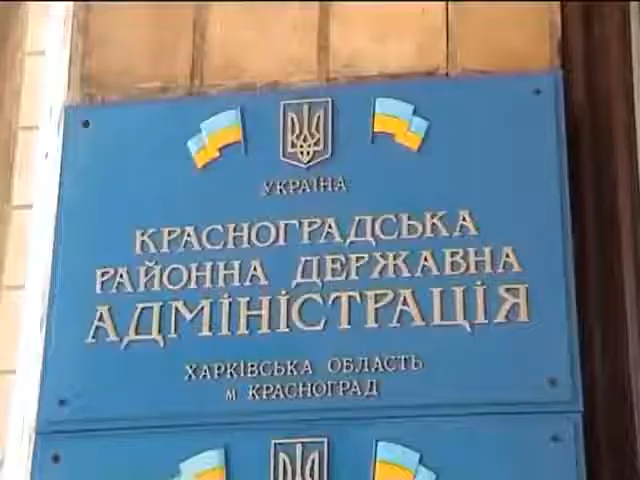 УКРАЇНА
КРАСНОГРАДСЬКА
РАЙОННА ДЕРЖАВНА
АДМІНІСТРАЦІЯ
ХАРКІВСЬКА ОБЛАСТЬ
м КРАСНОГРАД